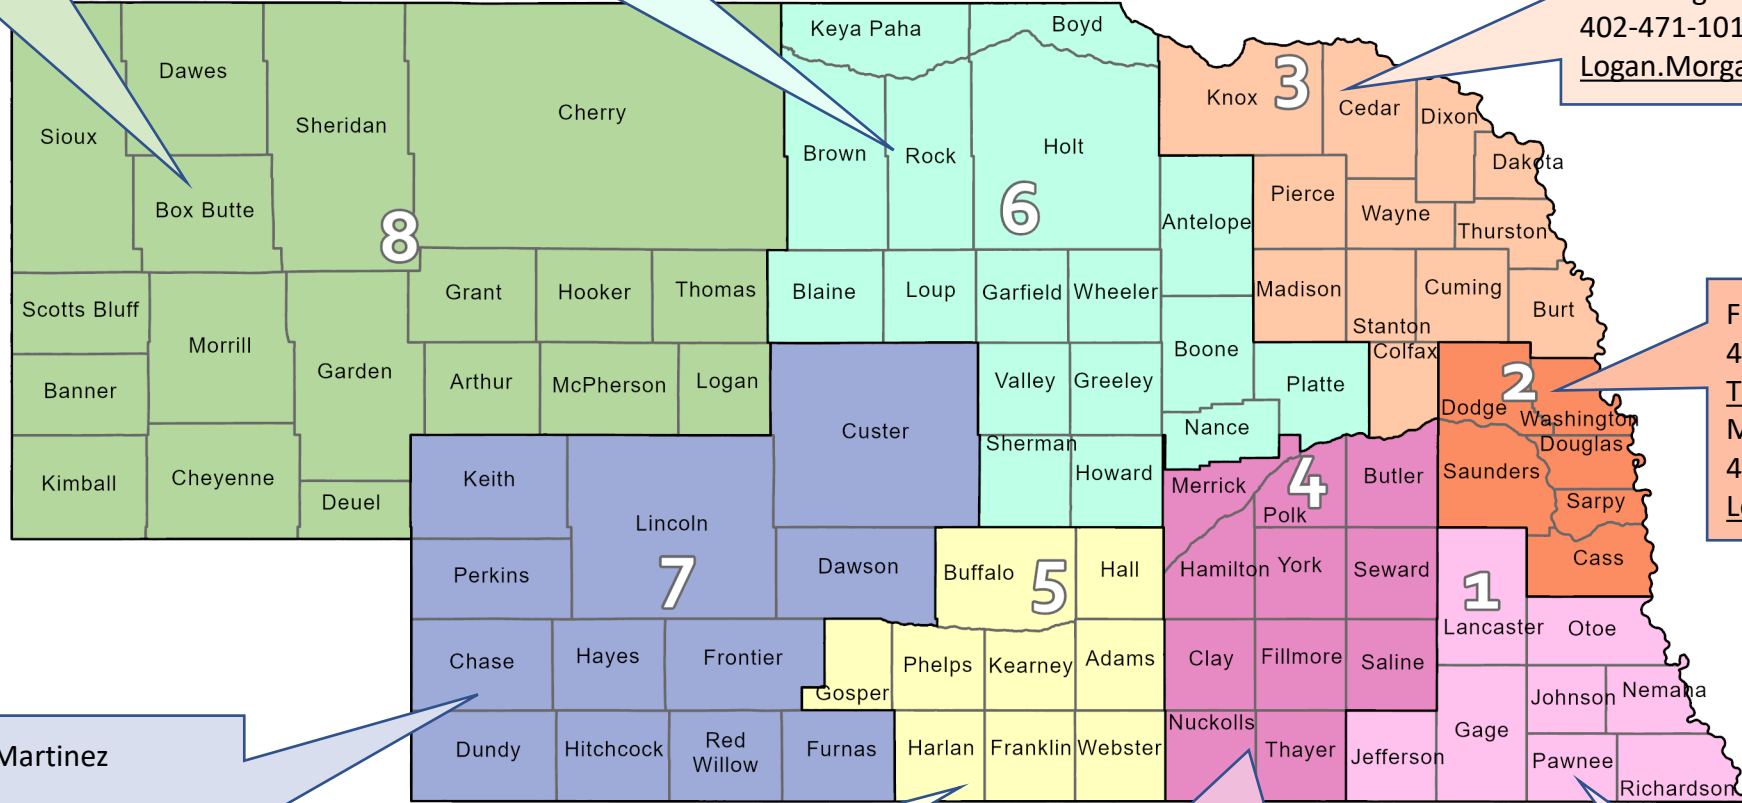 402-471-101
Logan.Morga
Keya Paha
Boyd
Dawes
3
Knox
Cedar
Dixon
Cherry
Sheridan
Sioux
Brown
Rock
Holt
Dakota
Pierce
Wayne
Box Butte
8
6
Antelope
Thurston
Grant
Hooker
Thomas
Blaine
Loup
Garfield
Wheeler
Madison
Cuming
Scotts Bluff
Burt
Stanton
F
4
T
M
4
L
Morrill
Boone
Colfax
Garden
Arthur
McPherson
Logan
Valley
Greeley
Platte
2
Banner
Dodge
Washington
Custer
Nance
Sherman
Douglas
Kimball
Cheyenne
Keith
Howard
Merrick
4
Butler
Saunders
Deuel
Sarpy
Lincoln
Polk
Perkins
7
Dawson
Buffalo
5
Hall
Hamilton
York
Seward
Cass
1
Lancaster
Otoe
Chase
Hayes
Frontier
Gosper
Phelps
Kearney
Adams
Clay
Fillmore
Saline
Johnson
Nemaha
Martinez
Dundy
Hitchcock
Red
Willow
Furnas
Harlan
Franklin
Webster
Nuckolls
Thayer
Jefferson
Gage
Pawnee
Richardson